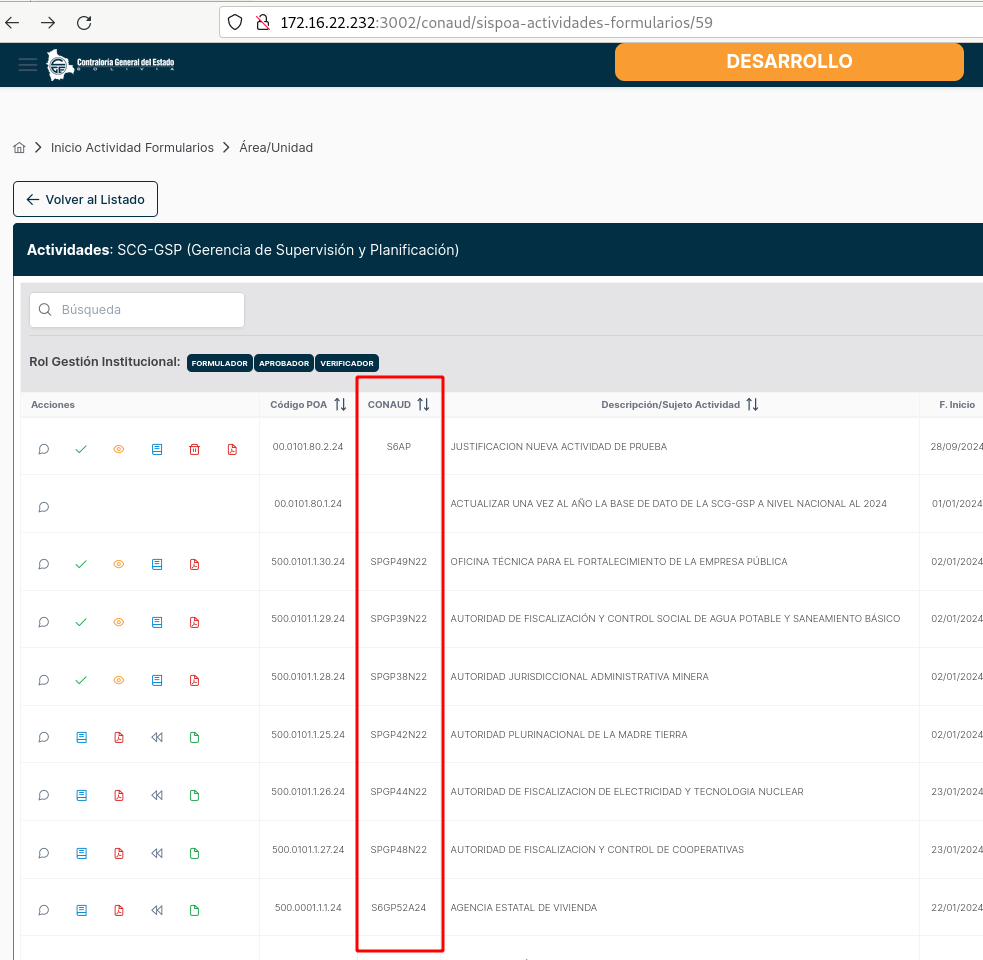 172.16.22.232:3002/conaud/sispoa-actividades-formularios/59
Contraloría General del Estado
BOLIVIA
DESARROLLO
Inicio Actividad Formularios > Área/Unidad
Volver al Listado
Actividades: SCG-GSP (Gerencia de Supervisión y Planificación)
Búsqueda
Rol Gestión Institucional: FORMULADOR APROBADOR VERIFICADOR
Acciones Código POA CONAUD Descripción/Sujeto Actividad F. Inicio
00.0101.80.2.24 S6AP JUSTIFICACION NUEVA ACTIVIDAD DE PRUEBA 28/09/2024
00.0101.80.1.24 ACTUALIZAR UNA VEZ AL AÑO LA BASE DE DATO DE LA SCG-GSP A NIVEL NACIONAL AL 2024 01/01/2024
500.0101.1.30.24 SPGP49N22 OFICINA TÉCNICA PARA EL FORTALECIMIENTO DE LA EMPRESA PÚBLICA 02/01/2024
500.0101.1.29.24 SPGP39N22 AUTORIDAD DE FISCALIZACIÓN Y CONTROL SOCIAL DE AGUA POTABLE Y SANEAMIENTO BÁSICO 02/01/2024
500.0101.1.28.24 SPGP38N22 AUTORIDAD JURISDICCIONAL ADMINISTRATIVA MINERA 02/01/2024
500.0101.1.25.24 SPGP42N22 AUTORIDAD PLURINACIONAL DE LA MADRE TIERRA 02/01/2024
500.0101.1.26.24 SPGP44N22 AUTORIDAD DE FISCALIZACION DE ELECTRICIDAD Y TECNOLOGIA NUCLEAR 23/01/2024
500.0101.1.27.24 SPGP48N22 AUTORIDAD DE FISCALIZACION Y CONTROL DE COOPERATIVAS 23/01/2024
500.0001.1.1.24 S6GP52A24 AGENCIA ESTATAL DE VIVIENDA 22/01/2024